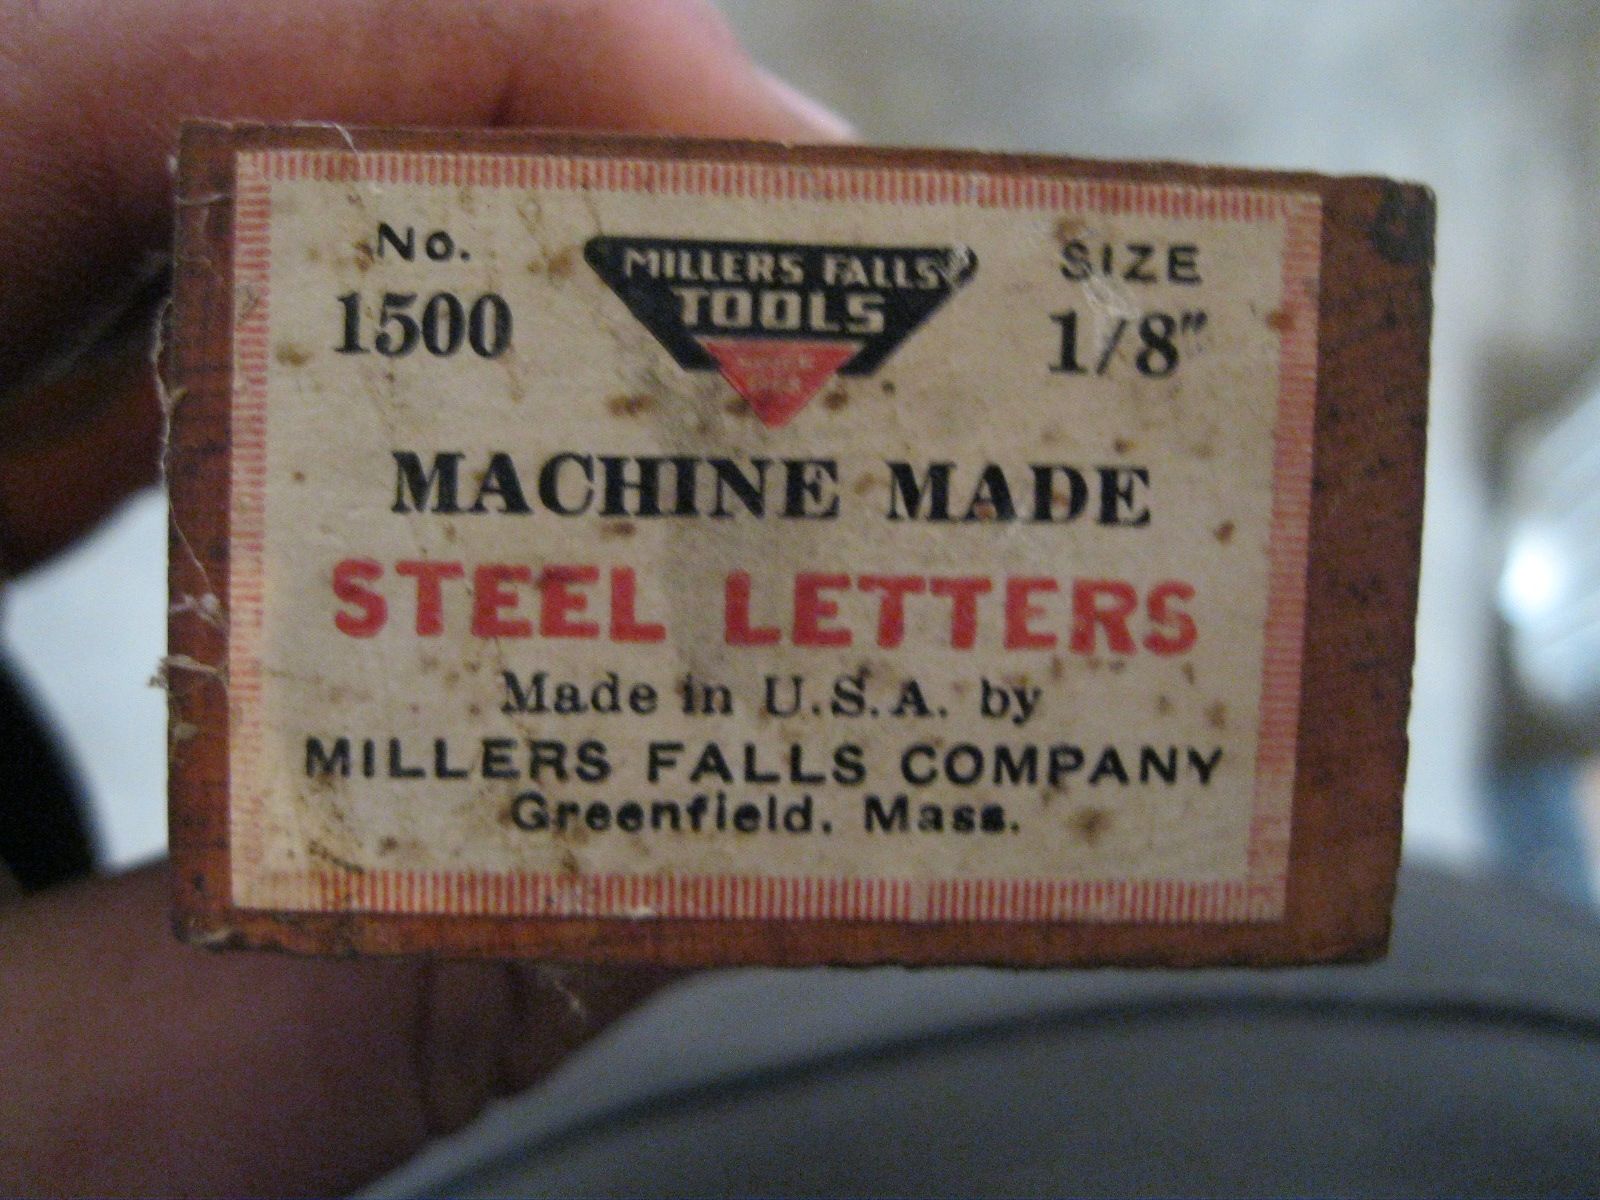 No.
1500
MILLERS FALLS
TOOLS
SIZE
1/8"
MACHINE MADE
STEEL LETTERS
Made in U.S.A. by
MILLERS FALLS COMPANY
Greenfield, Mass.